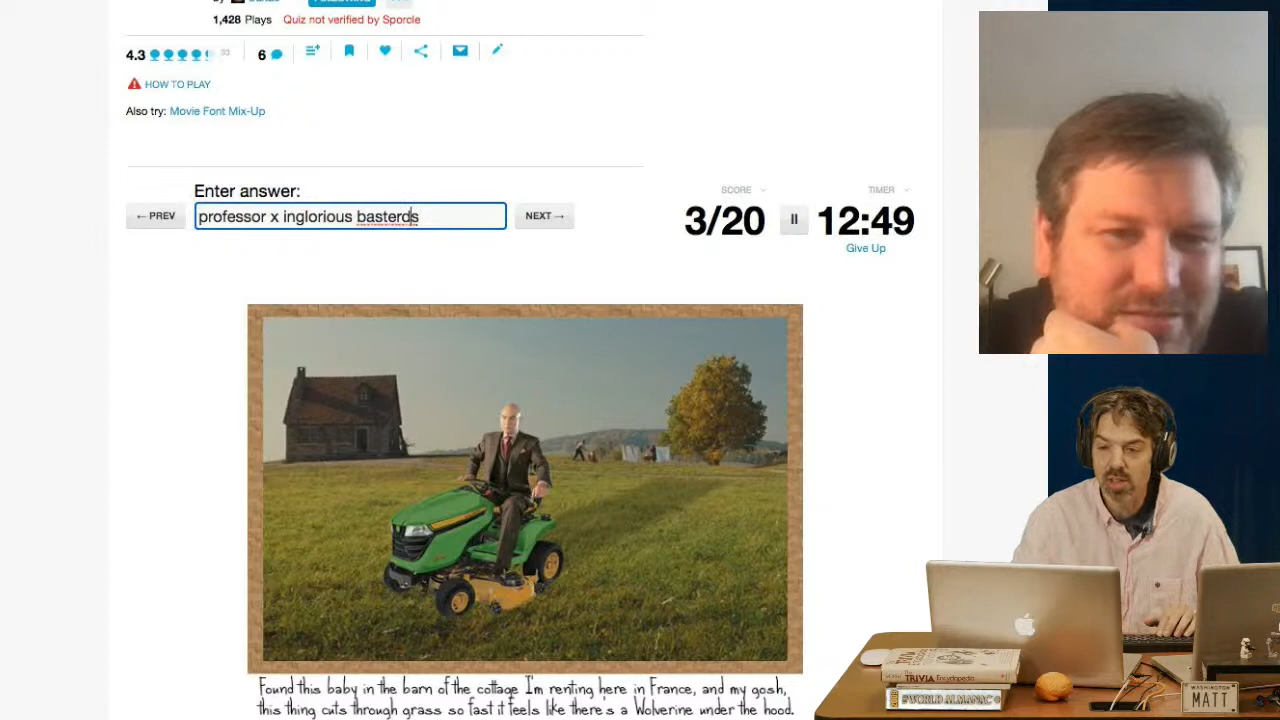 1,428 Plays Quiz not verified by Sporcle
4.3 6
HOW TO PLAY
Also try: Movie Font Mix-Up
Enter answer:
← PREV professor x inglorious basterds NEXT →
SCORE TIMER
3/20 12:49
Give Up
Found this baby in the barn of the cottage I'm renting here in France, and my gosh,
this thing cuts through grass so fast it feels like there's a Wolverine under the hood.
TRIVIA Encyclopedia
WORLD ALMANAC
WASHINGTON
MATT